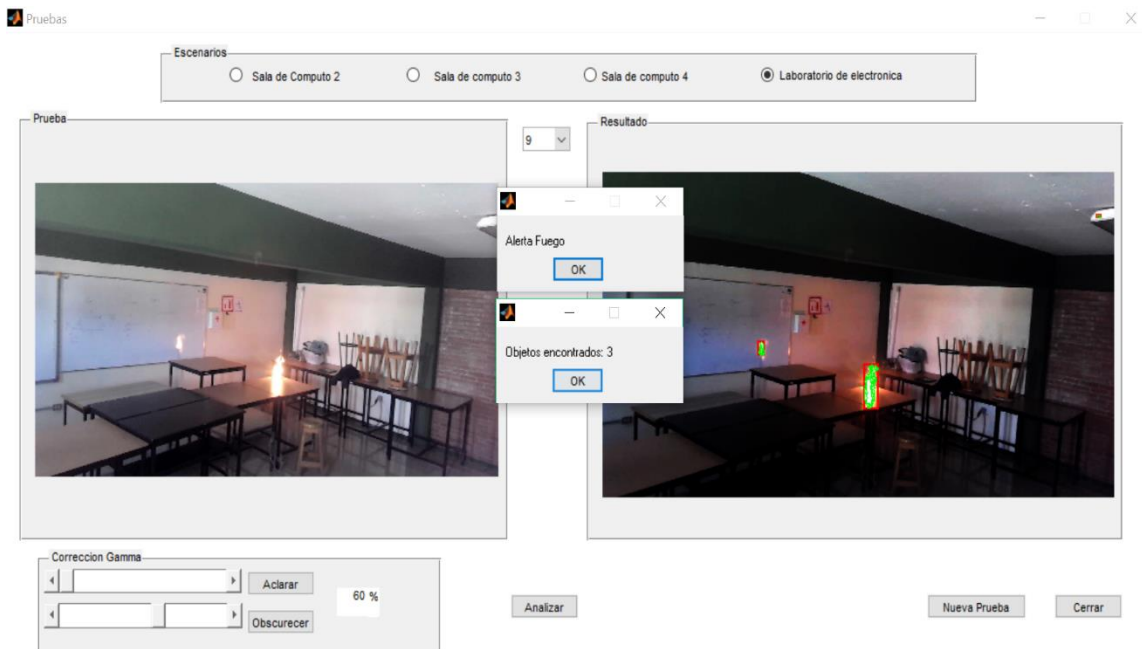 Pruebas
Escenarios
Sala de Computo 2
Sala de computo 3
Sala de computo 4
Laboratorio de electronica
Prueba
9
Resultado
Alerta Fuego
OK
Objetos encontrados: 3
OK
Correccion Gamma
Aclarar
60 %
Obscurecer
Analizar
Nueva Prueba
Cerrar